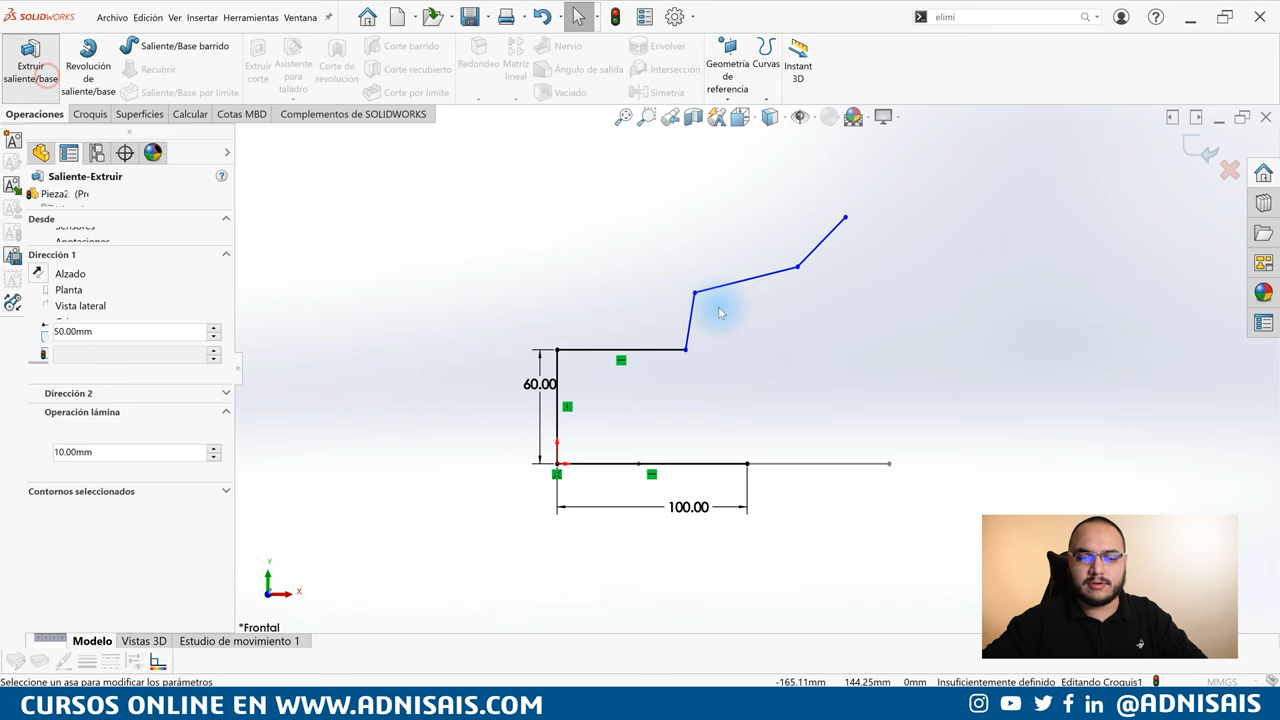 SOLIDWORKS Archivo Edición Ver Insertar Herramientas Ventana elimi
Extruir saliente/base
Revolución de saliente/base
Saliente/Base barrido
Recubrir
Saliente/Base por límite
Extruir corte
Asistente para taladro
Corte de revolución
Corte barrido
Corte recubierto
Corte por límite
Redondeo
Matriz lineal
Nervio
Ángulo de salida
Vaciado
Envolver
Intersección
Simetría
Geometría de referencia
Curvas
Instant 3D
Operaciones Croquis Superficies Calcular Cotas MBD Complementos de SOLIDWORKS
Saliente-Extruir
Pieza2 (Pre
Desde
Sensores
Anotaciones
Dirección 1
Alzado
Planta
Vista lateral
50.00mm
Dirección 2
Operación lámina
10.00mm
Contornos seleccionados
60.00
100.00
Y
X
*Frontal
Modelo Vistas 3D Estudio de movimiento 1
Seleccione un asa para modificar los parámetros -165.11mm 144.25mm 0mm Insuficientemente definido Editando Croquis1 MMGS
CURSOS ONLINE EN WWW.ADNISAIS.COM @ADNISAIS